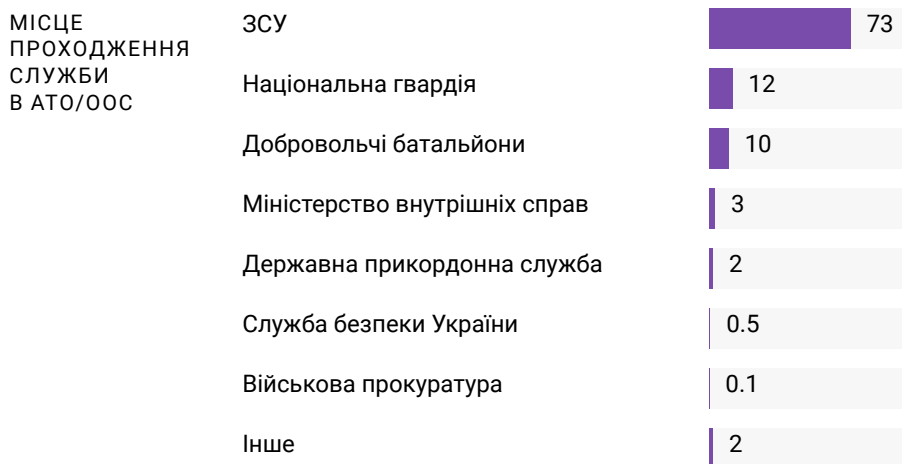 МІСЦЕ
ПРОХОДЖЕННЯ
СЛУЖБИ
В АТО/ООС
ЗСУ 73
Національна гвардія 12
Добровольчі батальйони 10
Міністерство внутрішніх справ 3
Державна прикордонна служба 2
Служба безпеки України 0.5
Військова прокуратура 0.1
Інше 2